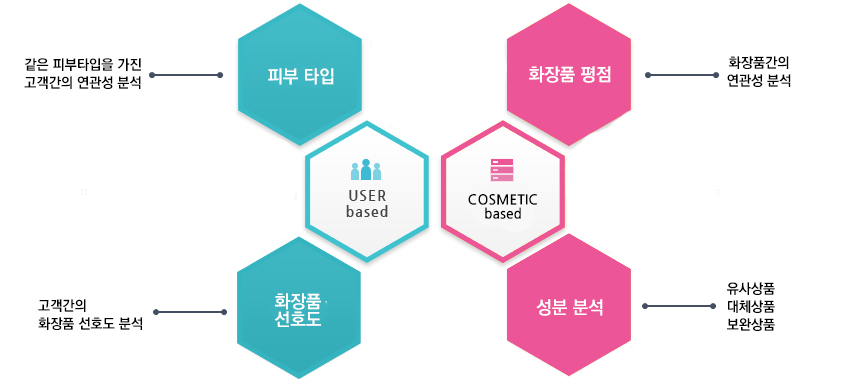 같은 피부타입을 가진
고객간의 연관성 분석
피부 타입
화장품 평점
화장품간의
연관성 분석
USER
based
COSMETIC
based
고객간의
화장품 선호도 분석
화장품
선호도
성분 분석
유사상품
대체상품
보완상품